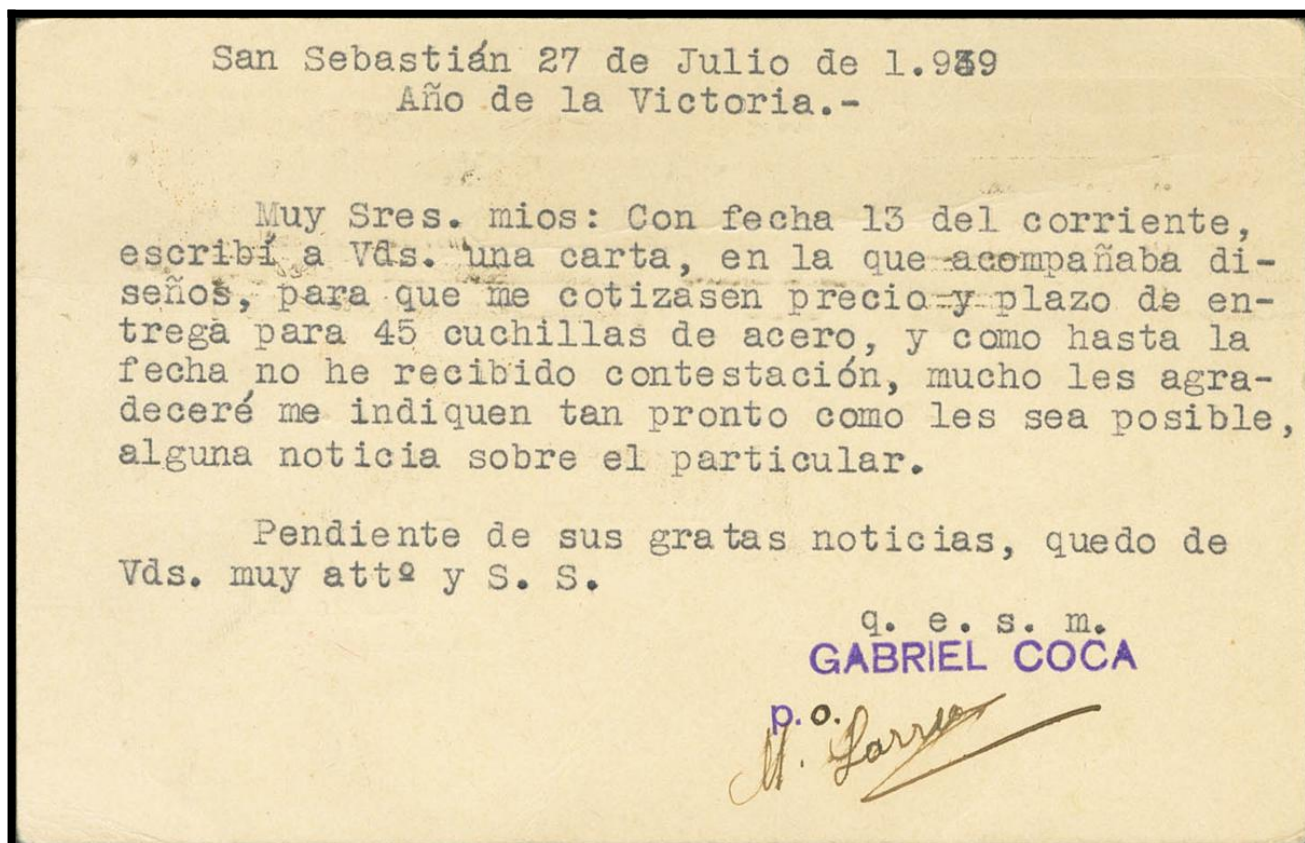 San Sebastián 27 de Julio de 1.939
Año de la Victoria.-
Muy Sres. mios: Con fecha 13 del corriente,
escribí a Vds. una carta, en la que acompañaba di-
seños, para que me cotizasen precio y plazo de en-
trega para 45 cuchillas de acero, y como hasta la
fecha no he recibido contestación, mucho les agra-
deceré me indiquen tan pronto como les sea posible,
alguna noticia sobre el particular.
Pendiente de sus gratas noticias, quedo de
Vds. muy attº y S. S.
q. e. s. m.
GABRIEL COCA
p.o.
M.